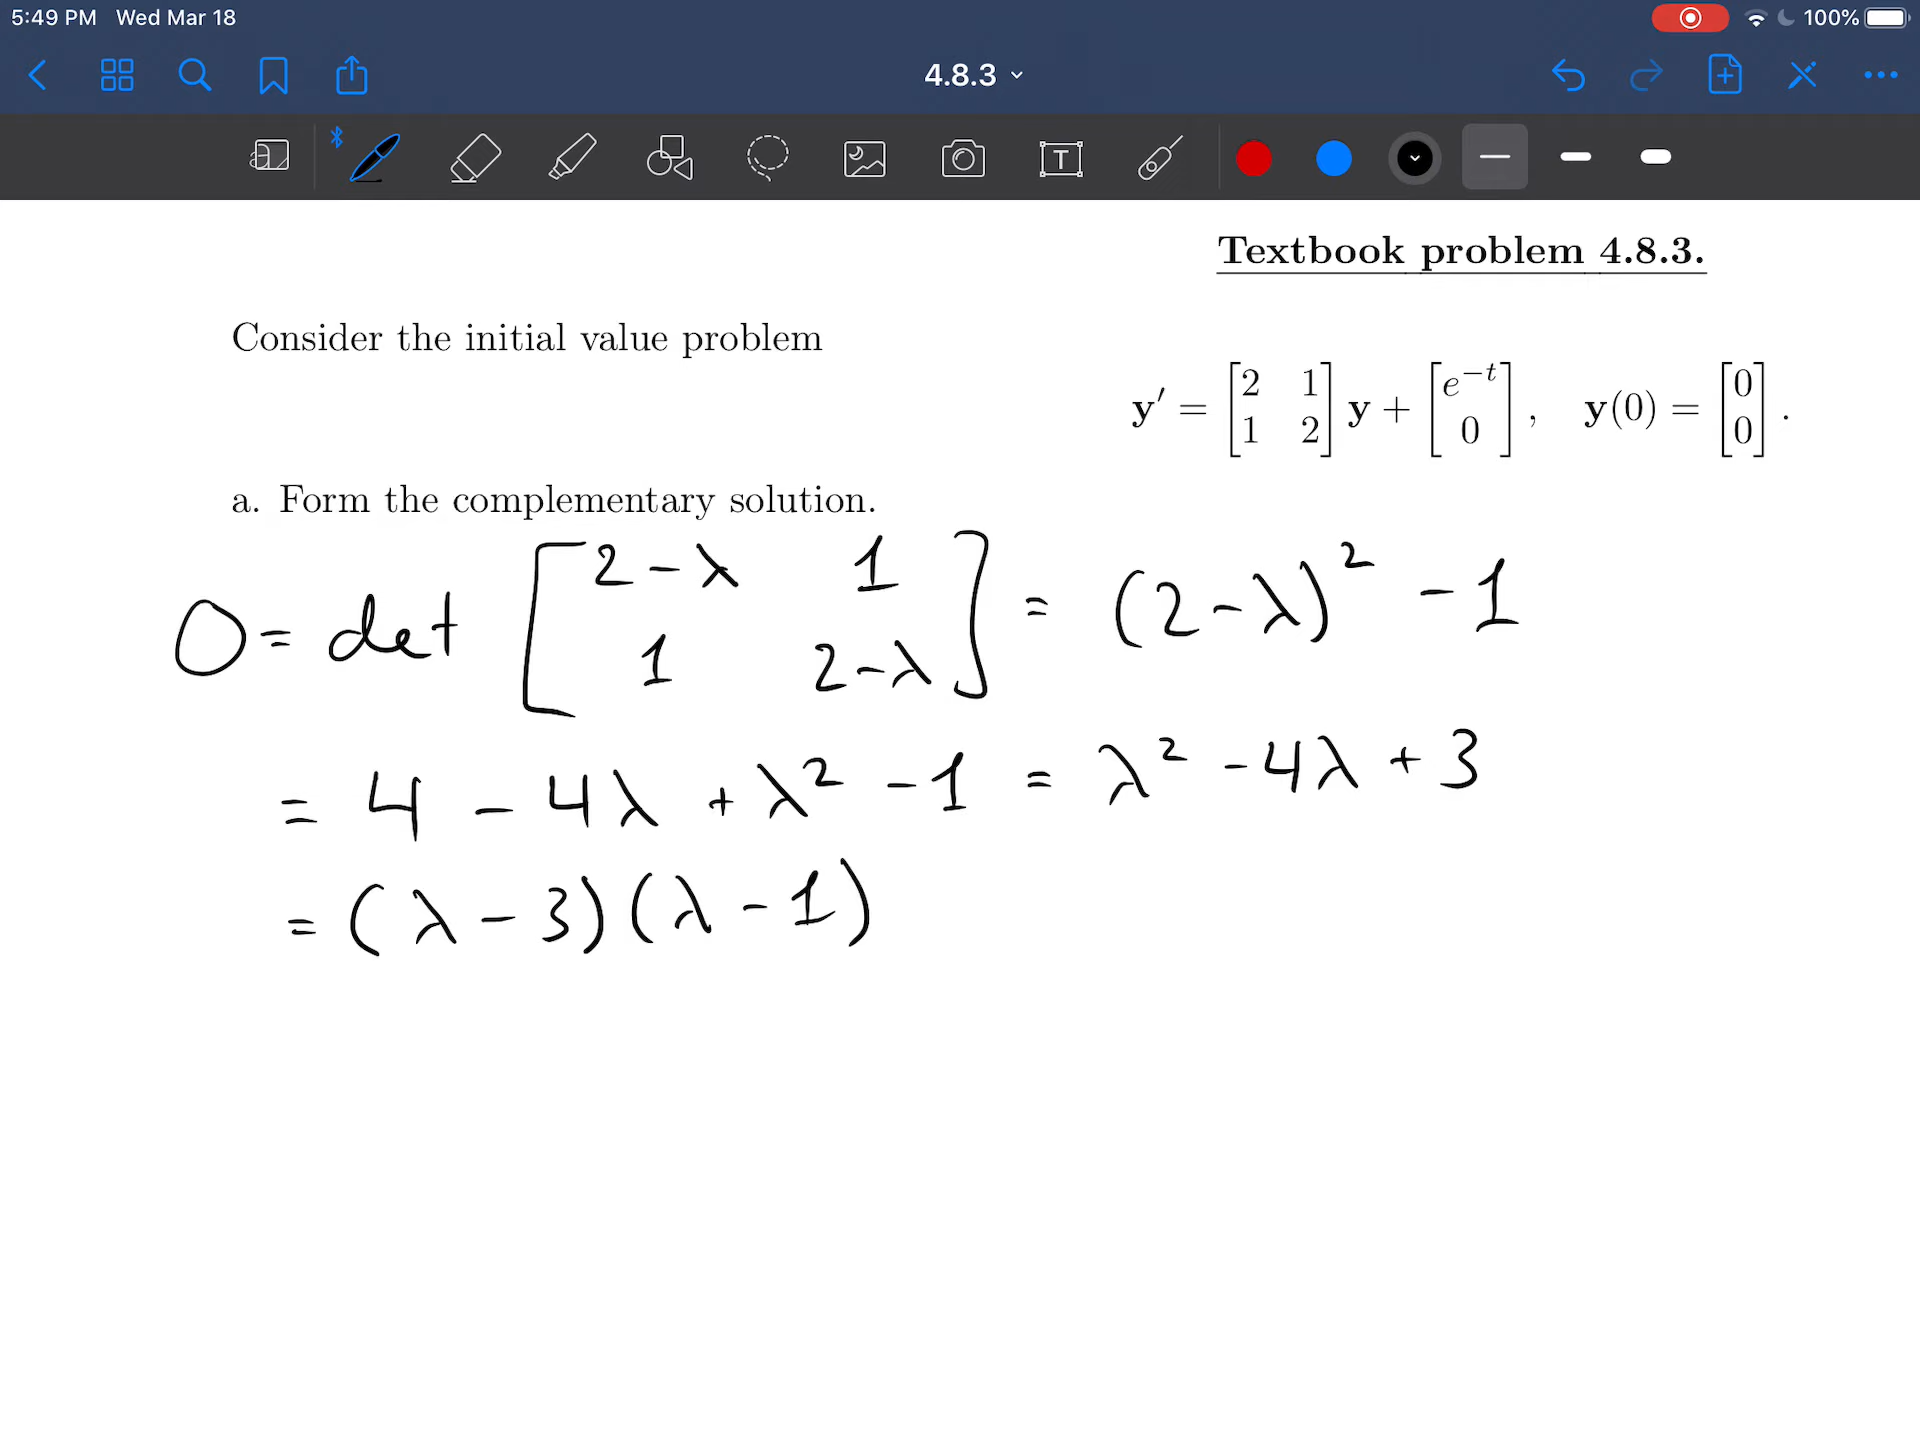 5:49 PM Wed Mar 18 100%
4.8.3
T
Textbook problem 4.8.3.
Consider the initial value problem
y′ = [2 1; 1 2] y + [e^{−t}; 0], y(0) = [0; 0].
a. Form the complementary solution.
0 = det [2−λ 1; 1 2−λ] = (2−λ)² − 1
= 4 − 4λ + λ² − 1 = λ² − 4λ + 3
= (λ − 3)(λ − 1)